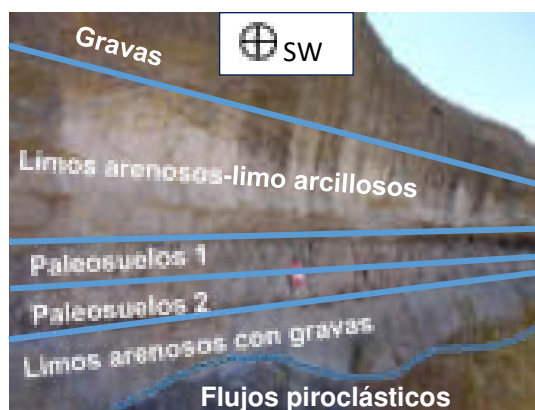 SW
Gravas
Limos arenosos-limo arcillosos
Paleosuelos 1
Paleosuelos 2
Limos arenosos con gravas
Flujos piroclásticos